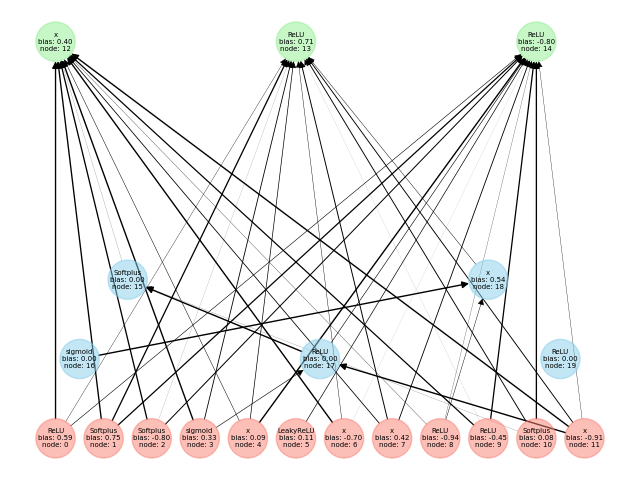 x
bias: 0.40
node: 12
ReLU
bias: 0.71
node: 13
ReLU
bias: -0.80
node: 14
Softplus
bias: 0.00
node: 15
x
bias: 0.54
node: 18
sigmoid
bias: 0.00
node: 16
ReLU
bias: 0.00
node: 17
ReLU
bias: 0.00
node: 19
ReLU
bias: 0.59
node: 0
Softplus
bias: 0.75
node: 1
Softplus
bias: -0.80
node: 2
sigmoid
bias: 0.33
node: 3
x
bias: 0.09
node: 4
LeakyReLU
bias: 0.11
node: 5
x
bias: -0.70
node: 6
x
bias: 0.42
node: 7
ReLU
bias: -0.94
node: 8
ReLU
bias: -0.45
node: 9
Softplus
bias: 0.08
node: 10
x
bias: -0.91
node: 11